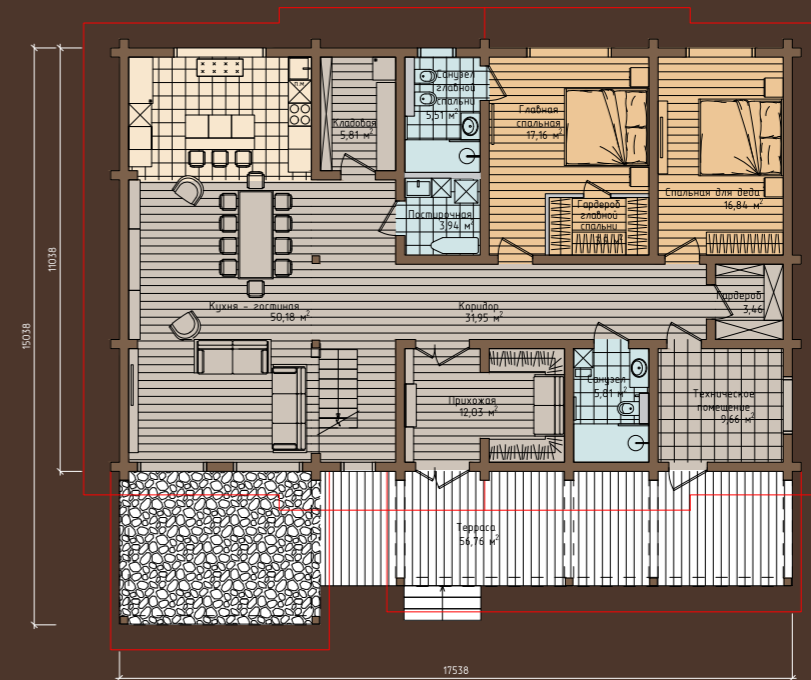 Кладовая
5,81 м²
Санузел
главной
спальни
5,51 м²
Главная
спальная
17,16 м²
Спальная для деда
16,84 м²
Постирочная
3,94 м²
Гардероб
главной
спальни
Кухня - гостиная
50,18 м²
Коридор
31,95 м²
Гардероб
3,46
Прихожая
12,03 м²
Санузел
5,81 м²
Техническое
помещение
9,66 м²
Терраса
56,76 м²
11038
15038
17538